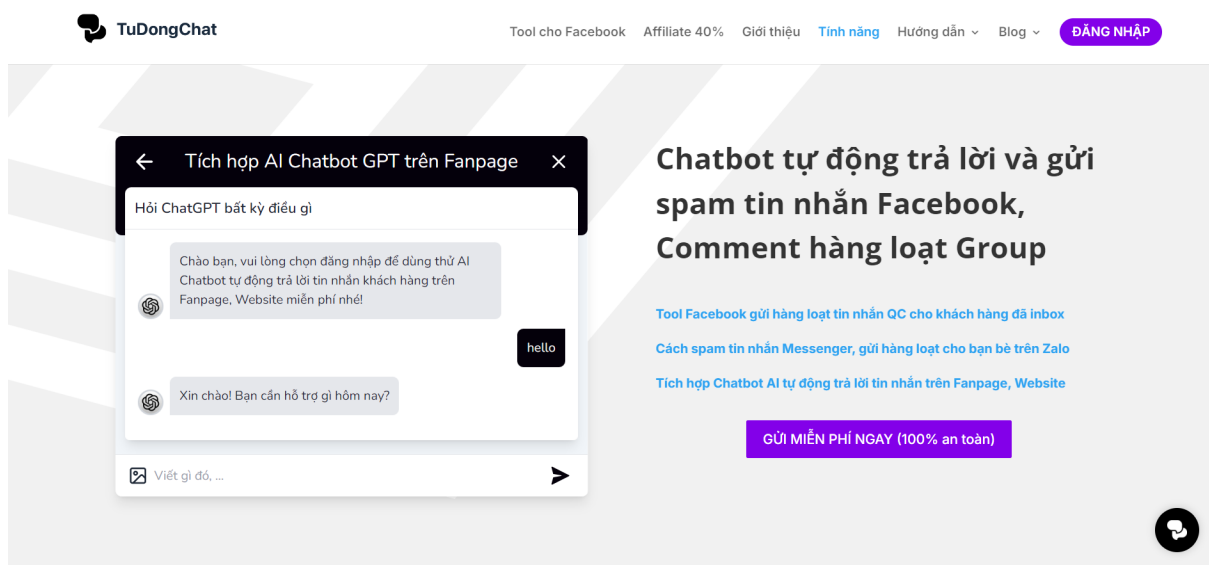 TuDongChat
Tool cho Facebook Affiliate 40% Giới thiệu Tính năng Hướng dẫn Blog ĐĂNG NHẬP
Tích hợp AI Chatbot GPT trên Fanpage
Hỏi ChatGPT bất kỳ điều gì
Chào bạn, vui lòng chọn đăng nhập để dùng thử AI
Chatbot tự động trả lời tin nhắn khách hàng trên
Fanpage, Website miễn phí nhé!
hello
Xin chào! Bạn cần hỗ trợ gì hôm nay?
Viết gì đó, ...
Chatbot tự động trả lời và gửi
spam tin nhắn Facebook,
Comment hàng loạt Group
Tool Facebook gửi hàng loạt tin nhắn QC cho khách hàng đã inbox
Cách spam tin nhắn Messenger, gửi hàng loạt cho bạn bè trên Zalo
Tích hợp Chatbot AI tự động trả lời tin nhắn trên Fanpage, Website
GỬI MIỄN PHÍ NGAY (100% an toàn)